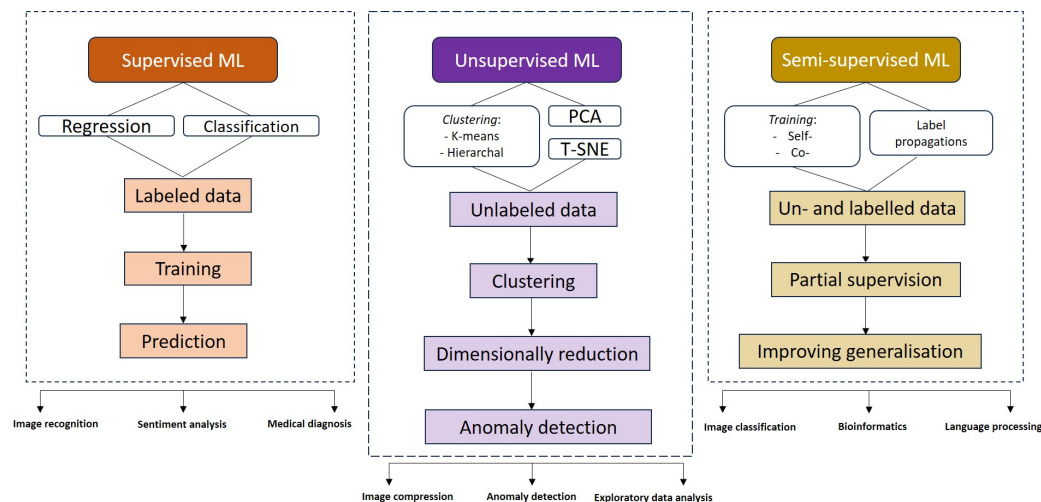 Supervised ML
Regression
Classification
Labeled data
Training
Prediction
Image recognition
Sentiment analysis
Medical diagnosis
Unsupervised ML
Clustering:
- K-means
- Hierarchal
PCA
T-SNE
Unlabeled data
Clustering
Dimensionally reduction
Anomaly detection
Image compression
Anomaly detection
Exploratory data analysis
Semi-supervised ML
Training:
- Self-
- Co-
Label
propagations
Un- and labelled data
Partial supervision
Improving generalisation
Image classification
Bioinformatics
Language processing